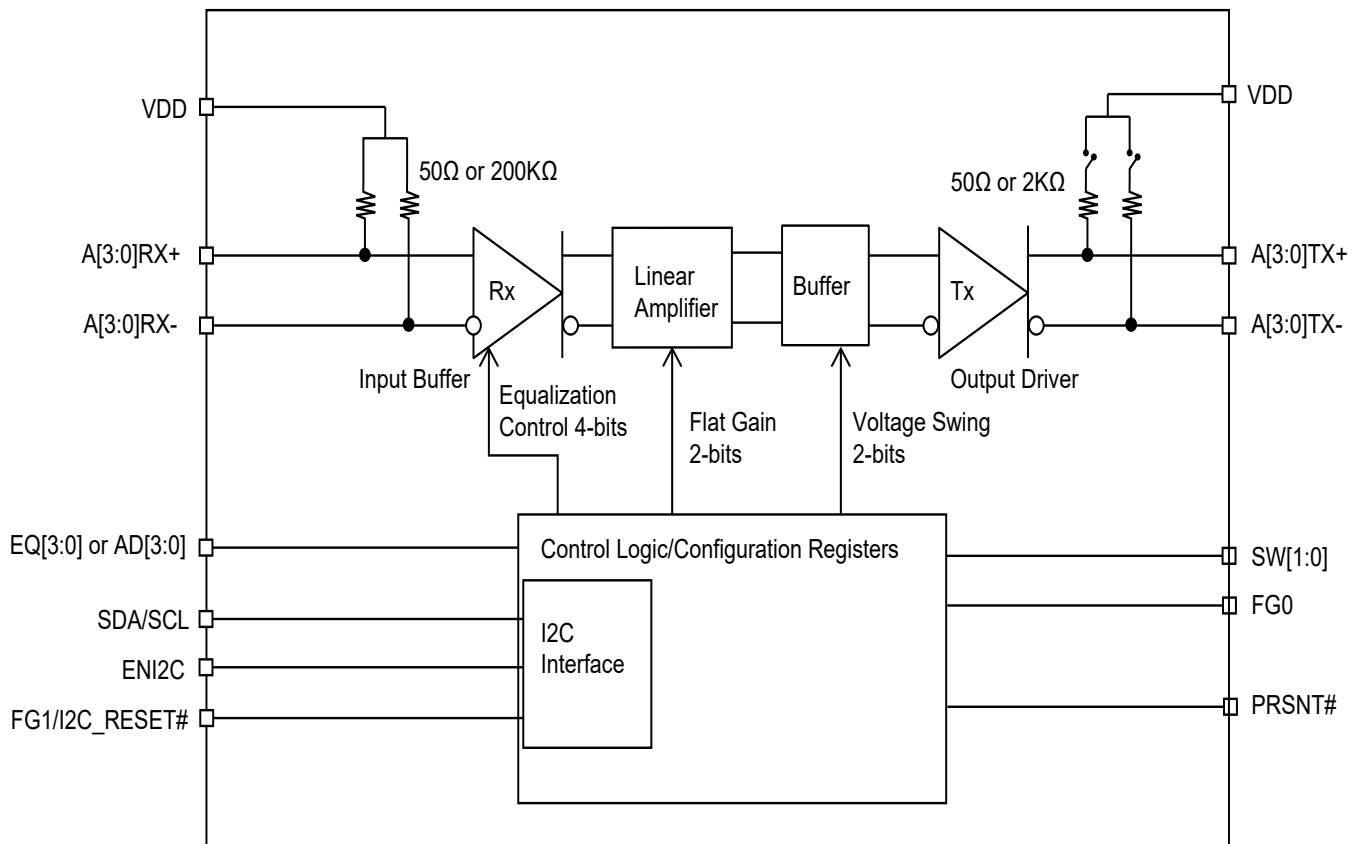 VDD
VDD
50Ω or 200KΩ
50Ω or 2KΩ
A[3:0]RX+
A[3:0]RX-
Rx
Linear
Amplifier
Buffer
Tx
A[3:0]TX+
A[3:0]TX-
Input Buffer
Output Driver
Equalization
Control 4-bits
Flat Gain
2-bits
Voltage Swing
2-bits
EQ[3:0] or AD[3:0]
SDA/SCL
ENI2C
FG1/I2C_RESET#
Control Logic/Configuration Registers
I2C
Interface
SW[1:0]
FG0
PRSNT#